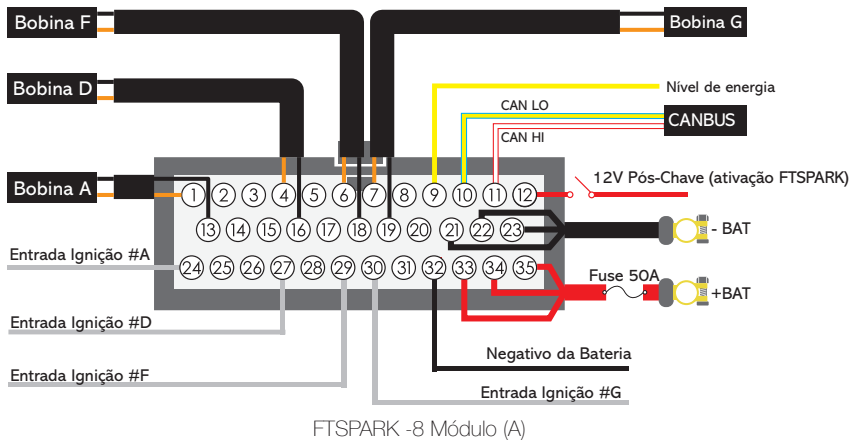 Bobina F
Bobina G
Bobina D
Nível de energia
CAN LO
CANBUS
CAN HI
Bobina A
12V Pós-Chave (ativação FTSPARK)
1 2 3 4 5 6 7 8 9 10 11 12
13 14 15 16 17 18 19 20 21 22 23
- BAT
Entrada Ignição #A
24 25 26 27 28 29 30 31 32 33 34 35
Fuse 50A
+BAT
Entrada Ignição #D
Negativo da Bateria
Entrada Ignição #F
Entrada Ignição #G
FTSPARK -8 Módulo (A)